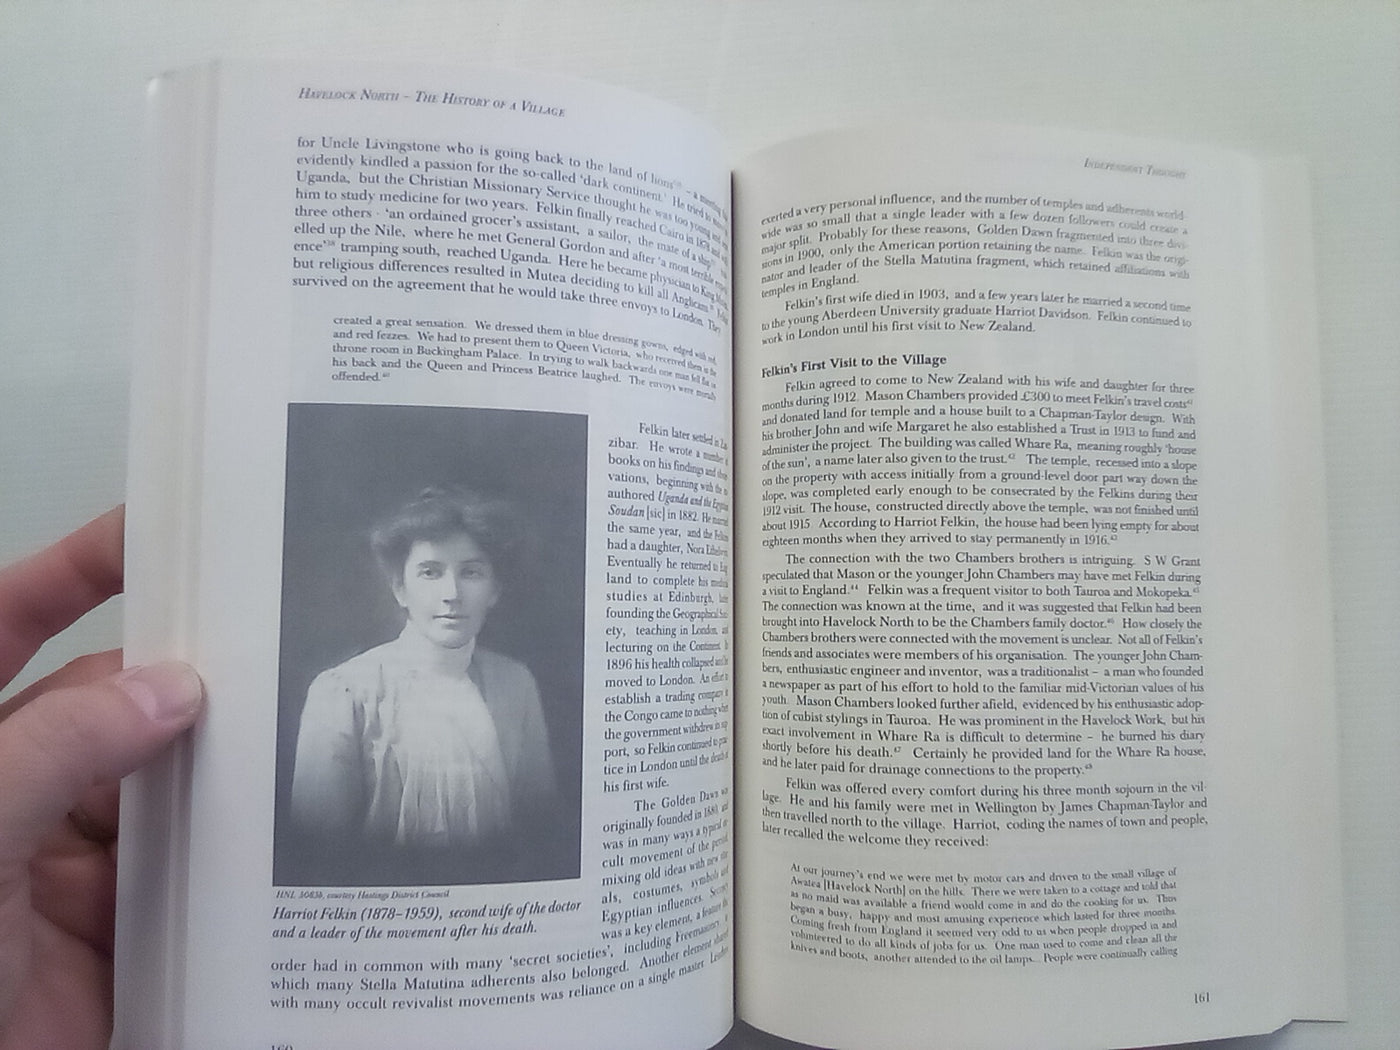 HAVELOCK NORTH – THE HISTORY OF A VILLAGE
for Uncle Livingstone who is going back to the land of lions' – a meeting
evidently kindled a passion for the so-called 'dark continent.' He tried to
Uganda, but the Christian Missionary Service thought he was too young and
him to study medicine for two years. Felkin finally reached Cairo in 1878 and
three others - 'an ordained grocer's assistant, a sailor, the mate of a ship'
elled up the Nile, where he met General Gordon and after 'a most terrible
ence'³⁸ tramping south, reached Uganda. Here he became physician to King
but religious differences resulted in Mutea deciding to kill all Anglicans.
survived on the agreement that he would take three envoys to London. They
created a great sensation. We dressed them in blue dressing gowns, edged with red,
and red fezzes. We had to present them to Queen Victoria, who received them in the
throne room in Buckingham Palace. In trying to walk backwards one man fell flat on
his back and the Queen and Princess Beatrice laughed. The envoys were mortally
offended.⁴⁰
Felkin later settled in Zan
zibar. He wrote a number of
books on his findings and
vations, beginning with the
authored Uganda and the Egyptian
Soudan [sic] in 1882. He married
the same year, and the Felkins
had a daughter, Nora
Eventually he returned to Eng
land to complete his medical
studies at Edinburgh, later
founding the Geographical Soci
ety, teaching in London, and
lecturing on the Continent. In
1896 his health collapsed and he
moved to London. An effort to
establish a trading company in
the Congo came to nothing when
the government withdrew its sup
port, so Felkin continued to prac
tice in London until the death of
his first wife.
The Golden Dawn was
originally founded in 1880, and
was in many ways a typical oc
cult movement of the period,
mixing old ideas with new
als, costumes, symbols and
Egyptian influences. Secrecy
was a key element, a feature the
HNL 3083b, courtesy Hastings District Council
Harriot Felkin (1878–1959), second wife of the doctor
and a leader of the movement after his death.
order had in common with many 'secret societies', including Freemasonry,
which many Stella Matutina adherents also belonged. Another element shared
with many occult revivalist movements was reliance on a single master. Leaders
160
INDEPENDENT THOUGHT
exerted a very personal influence, and the number of temples and adherents world-
wide was so small that a single leader with a few dozen followers could create a
major split. Probably for these reasons, Golden Dawn fragmented into three divi-
sions in 1900, only the American portion retaining the name. Felkin was the origi-
nator and leader of the Stella Matutina fragment, which retained affiliations with
temples in England.
Felkin's first wife died in 1903, and a few years later he married a second time
to the young Aberdeen University graduate Harriot Davidson. Felkin continued to
work in London until his first visit to New Zealand.
Felkin's First Visit to the Village
Felkin agreed to come to New Zealand with his wife and daughter for three
months during 1912. Mason Chambers provided £300 to meet Felkin's travel costs⁴¹
and donated land for temple and a house built to a Chapman-Taylor design. With
his brother John and wife Margaret he also established a Trust in 1913 to fund and
administer the project. The building was called Whare Ra, meaning roughly 'house
of the sun', a name later also given to the trust.⁴² The temple, recessed into a slope
on the property with access initially from a ground-level door part way down the
slope, was completed early enough to be consecrated by the Felkins during their
1912 visit. The house, constructed directly above the temple, was not finished until
about 1915. According to Harriot Felkin, the house had been lying empty for about
eighteen months when they arrived to stay permanently in 1916.⁴³
The connection with the two Chambers brothers is intriguing. S W Grant
speculated that Mason or the younger John Chambers may have met Felkin during
a visit to England.⁴⁴ Felkin was a frequent visitor to both Tauroa and Mokopeka.⁴⁵
The connection was known at the time, and it was suggested that Felkin had been
brought into Havelock North to be the Chambers family doctor.⁴⁶ How closely the
Chambers brothers were connected with the movement is unclear. Not all of Felkin's
friends and associates were members of his organisation. The younger John Cham-
bers, enthusiastic engineer and inventor, was a traditionalist – a man who founded
a newspaper as part of his effort to hold to the familiar mid-Victorian values of his
youth. Mason Chambers looked further afield, evidenced by his enthusiastic adop-
tion of cubist stylings in Tauroa. He was prominent in the Havelock Work, but his
exact involvement in Whare Ra is difficult to determine – he burned his diary
shortly before his death.⁴⁷ Certainly he provided land for the Whare Ra house,
and he later paid for drainage connections to the property.⁴⁸
Felkin was offered every comfort during his three month sojourn in the vil-
lage. He and his family were met in Wellington by James Chapman-Taylor and
then travelled north to the village. Harriot, coding the names of town and people,
later recalled the welcome they received:
At our journey's end we were met by motor cars and driven to the small village of
Awatea [Havelock North] on the hills. There we were taken to a cottage and told that
as no maid was available a friend would come in and do the cooking for us. Thus
began a busy, happy and most amusing experience which lasted for three months.
Coming fresh from England it seemed very odd to us when people dropped in and
volunteered to do all kinds of jobs for us. One man used to come and clean all the
knives and boots, another attended to the oil lamps... People were continually calling
161